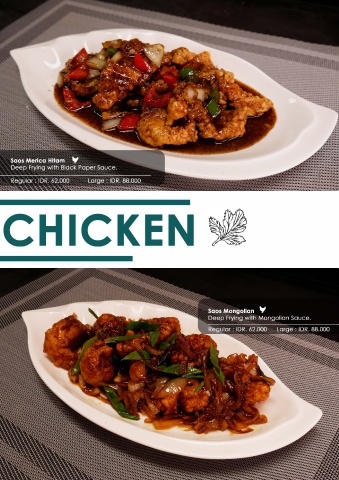 Saos Merica Hitam
Deep Frying with Black Paper Sauce.
Regular : IDR. 62.000 Large : IDR. 88.000
CHICKEN
Saos Mongolian
Deep Frying with Mongolian Sauce.
Regular : IDR. 62.000 Large : IDR. 88.000